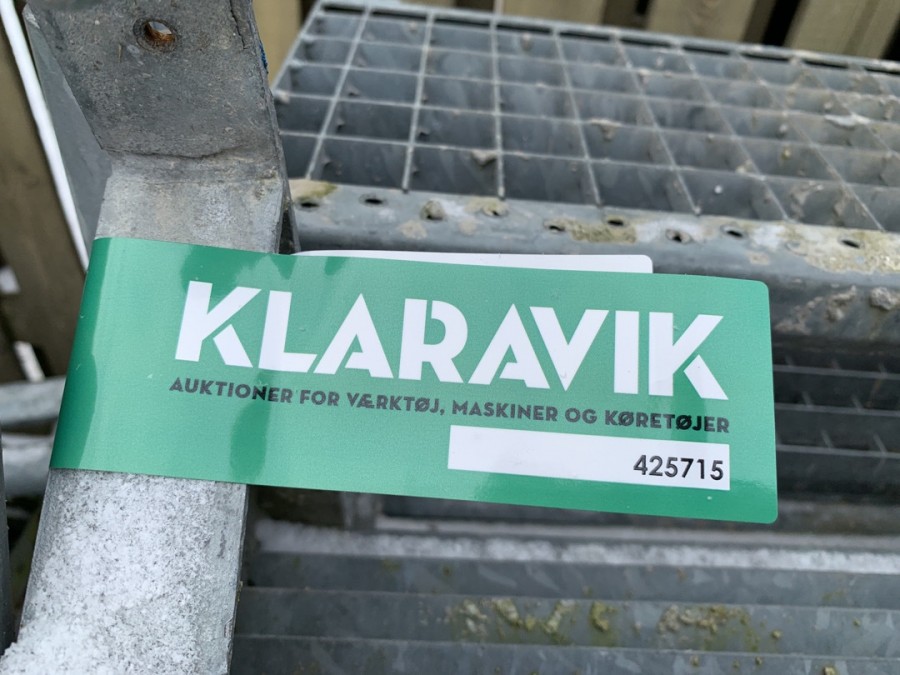 KLARAVIK
AUKTIONER FOR VÆRKTØJ, MASKINER OG KØRETØJER
425715